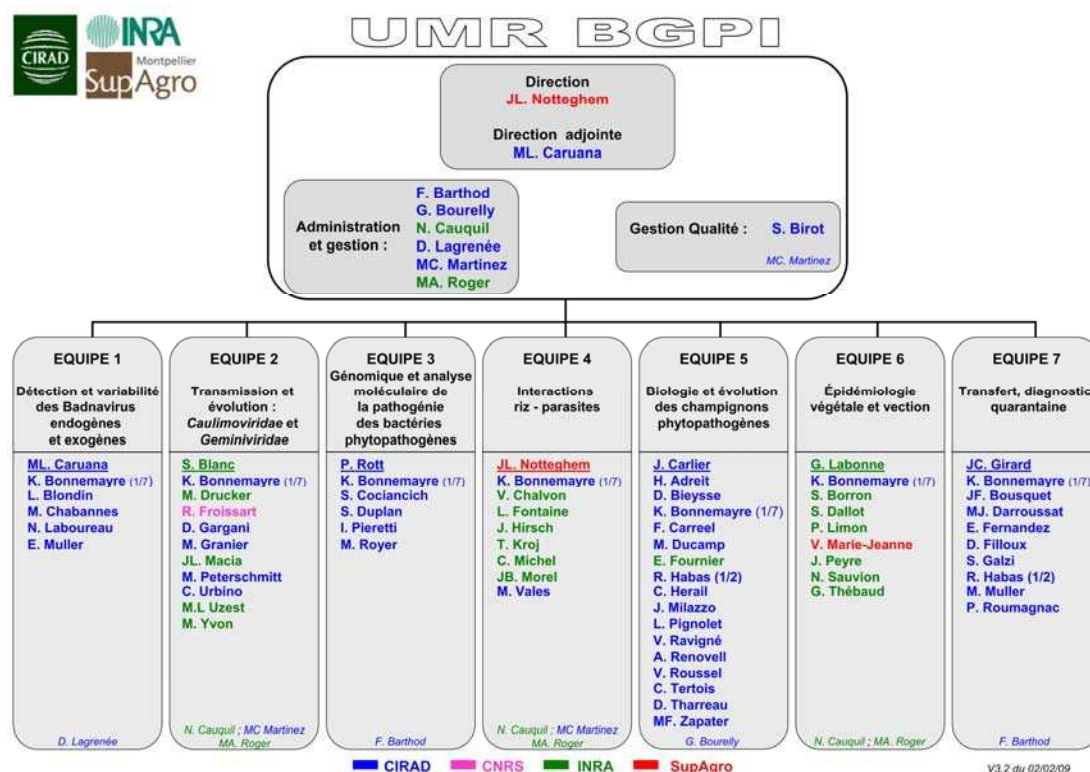 UMR BGPI
CIRAD
INRA
Montpellier
SupAgro
Direction
JL. Notteghem
Direction adjointe
ML. Caruana
Administration
et gestion :
F. Barthod
G. Bourelly
N. Cauquil
D. Lagrenée
MC. Martinez
MA. Roger
Gestion Qualité : S. Birot
MC. Martinez
EQUIPE 1
Détection et variabilité
des Badnavirus
endogènes
et exogènes
ML. Caruana
K. Bonnemayre (1/7)
L. Blondin
M. Chabannes
N. Laboureau
E. Muller
D. Lagrenée
EQUIPE 2
Transmission et
évolution :
Caulimoviridae et
Geminiviridae
S. Blanc
K. Bonnemayre (1/7)
M. Drucker
R. Froissart
D. Gargani
M. Granier
JL. Macia
M. Peterschmitt
C. Urbino
M.L Uzest
M. Yvon
N. Cauquil ; MC Martinez
MA. Roger
EQUIPE 3
Génomique et analyse
moléculaire de
la pathogénie
des bactéries
phytopathogènes
P. Rott
K. Bonnemayre (1/7)
S. Cociancich
S. Duplan
I. Pieretti
M. Royer
F. Barthod
EQUIPE 4
Interactions
riz - parasites
JL. Notteghem
K. Bonnemayre (1/7)
V. Chalvon
L. Fontaine
J. Hirsch
T. Kroj
C. Michel
JB. Morel
M. Vales
N. Cauquil ; MC Martinez
MA. Roger
EQUIPE 5
Biologie et évolution
des champignons
phytopathogènes
J. Carlier
H. Adreit
D. Bieysse
K. Bonnemayre (1/7)
F. Carreel
M. Ducamp
E. Fournier
R. Habas (1/2)
C. Herail
J. Milazzo
L. Pignolet
V. Ravigné
A. Renovell
V. Roussel
C. Tertois
D. Tharreau
MF. Zapater
G. Bourelly
EQUIPE 6
Épidémiologie
végétale et vection
G. Labonne
K. Bonnemayre (1/7)
S. Borron
S. Dallot
P. Limon
V. Marie-Jeanne
J. Peyre
N. Sauvion
G. Thébaud
N. Cauquil ; MA. Roger
EQUIPE 7
Transfert, diagnostic
quarantaine
JC. Girard
K. Bonnemayre (1/7)
JF. Bousquet
MJ. Darroussat
E. Fernandez
D. Filloux
S. Galzi
R. Habas (1/2)
M. Muller
P. Roumagnac
F. Barthod
CIRAD CNRS INRA SupAgro
V3.2 du 02/02/09